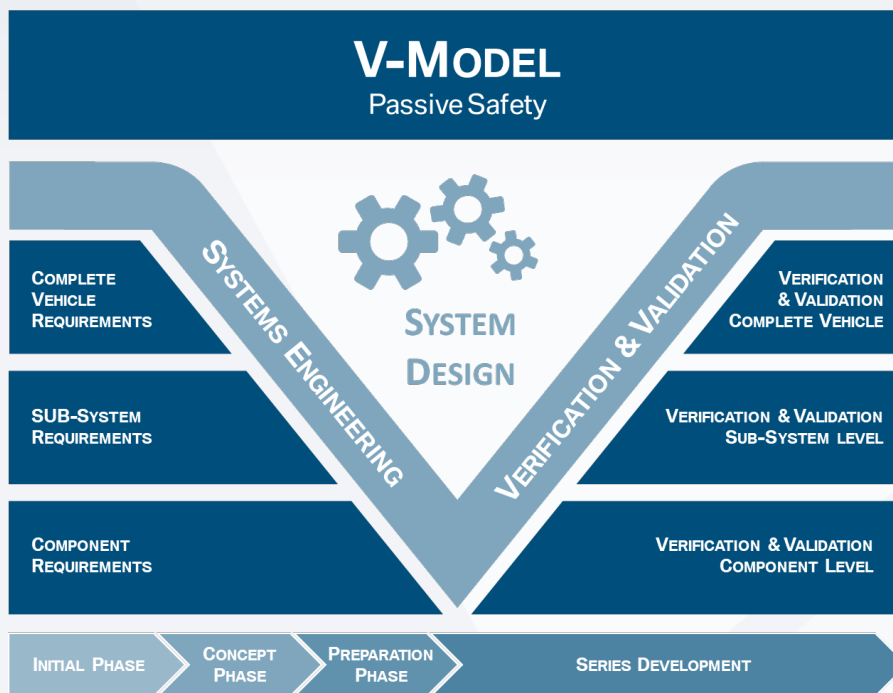 V-MODEL
Passive Safety
SYSTEMS ENGINEERING
SYSTEM
DESIGN
VERIFICATION & VALIDATION
COMPLETE
VEHICLE
REQUIREMENTS
VERIFICATION
& VALIDATION
COMPLETE VEHICLE
SUB-SYSTEM
REQUIREMENTS
VERIFICATION & VALIDATION
SUB-SYSTEM LEVEL
COMPONENT
REQUIREMENTS
VERIFICATION & VALIDATION
COMPONENT LEVEL
INITIAL PHASE
CONCEPT
PHASE
PREPARATION
PHASE
SERIES DEVELOPMENT